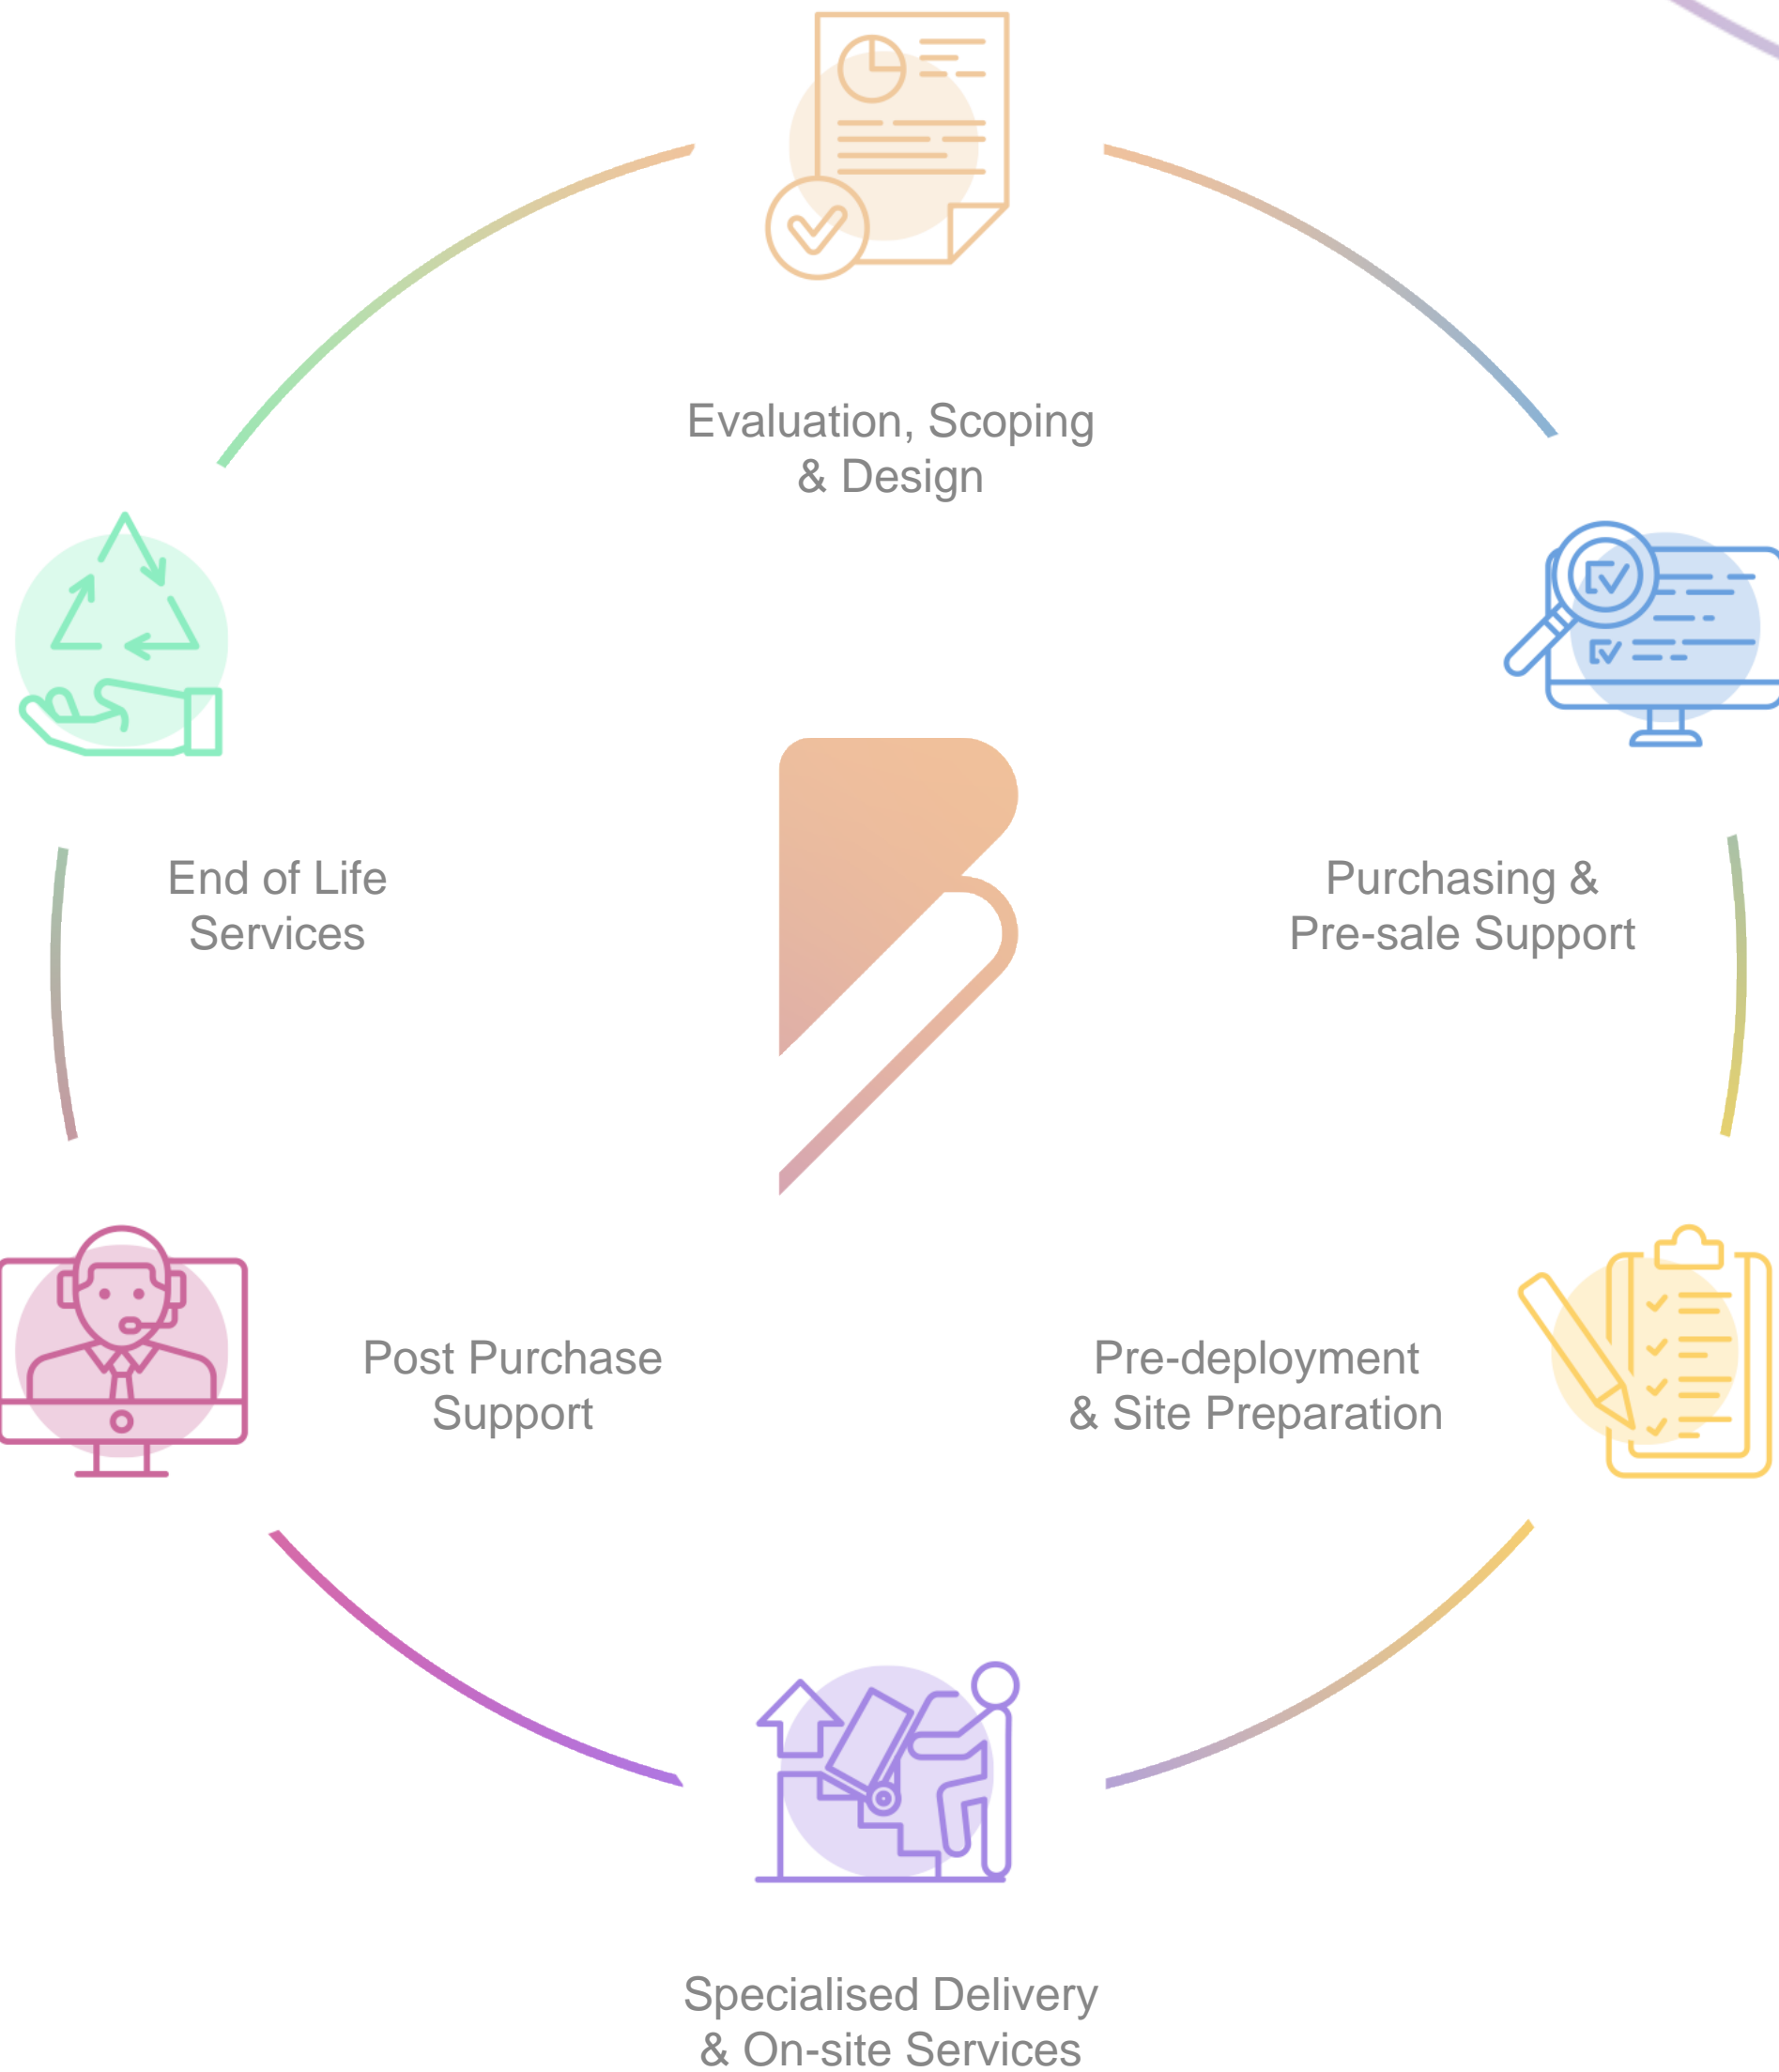 Evaluation, Scoping
& Design
Purchasing &
Pre-sale Support
Pre-deployment
& Site Preparation
Specialised Delivery
& On-site Services
Post Purchase
Support
End of Life
Services